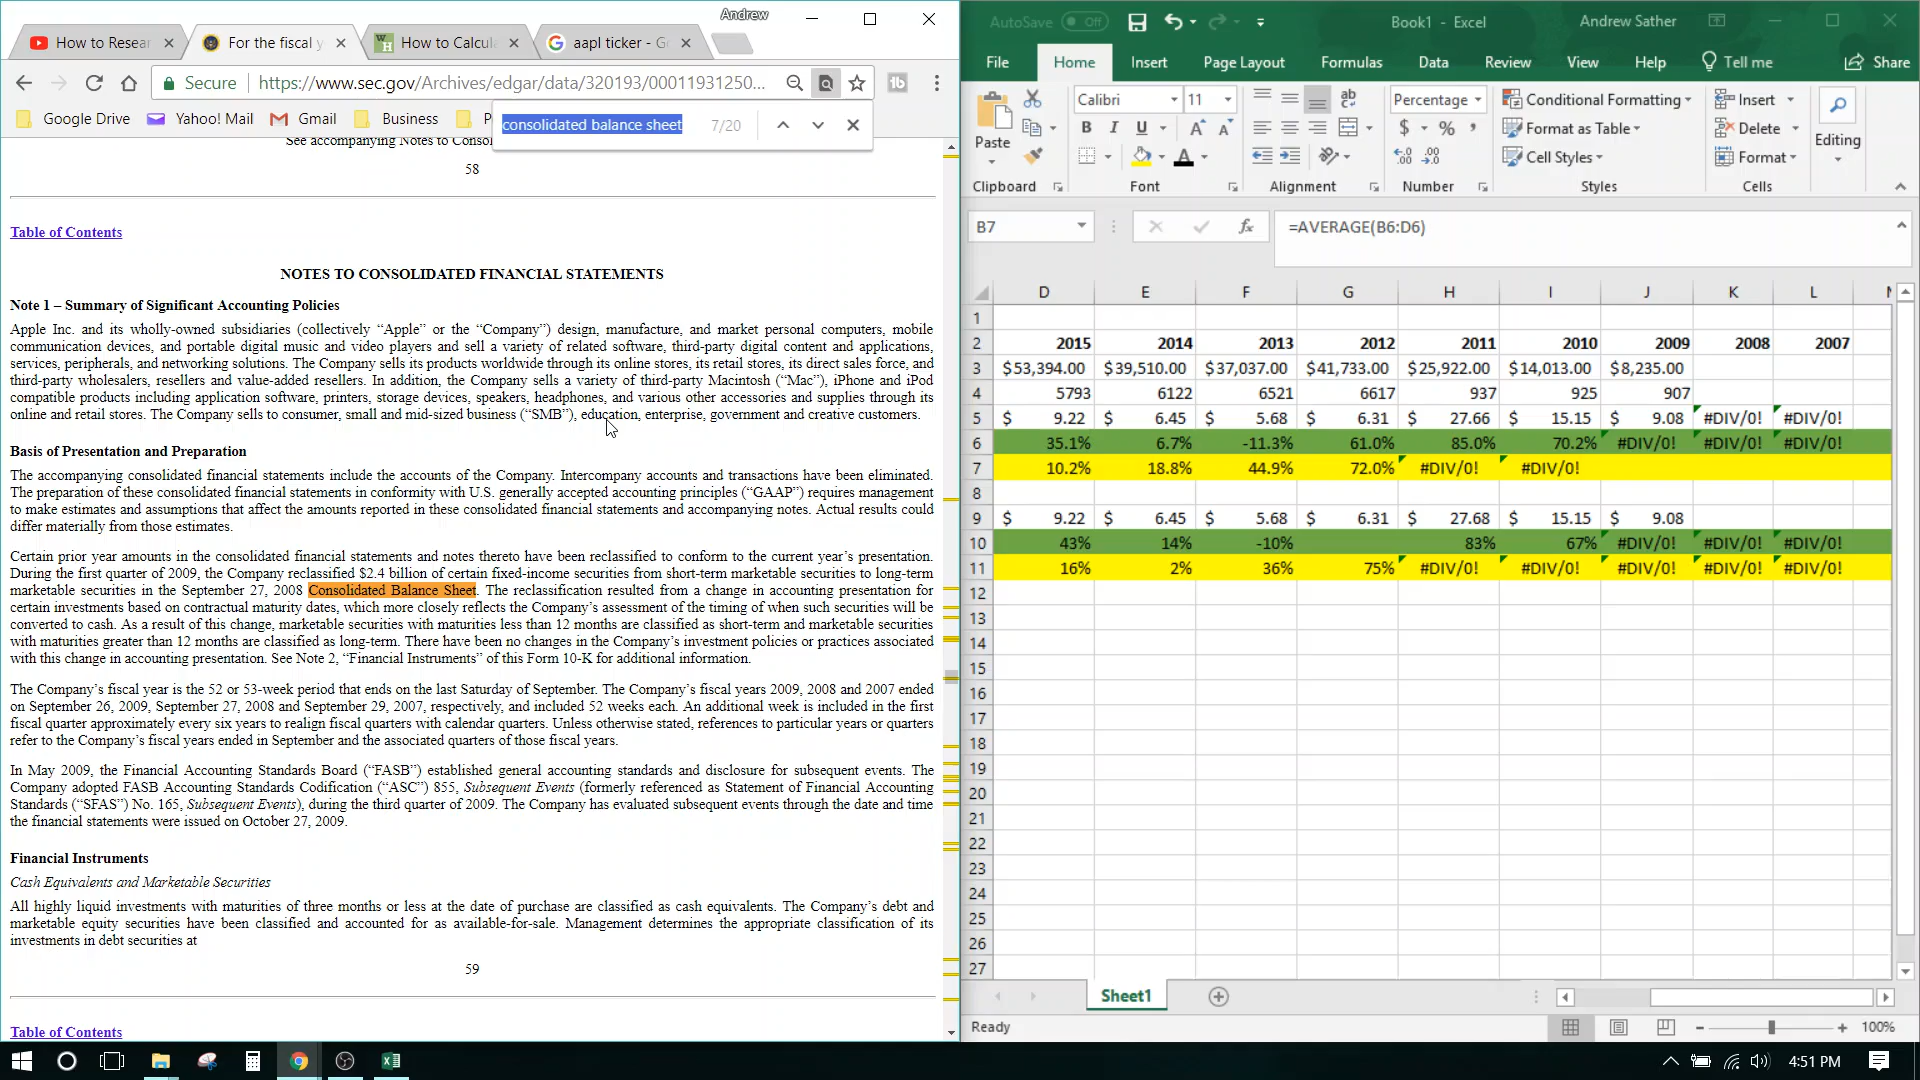 Andrew
How to Resea
For the fiscal y
How to Calcul
aapl ticker - Go
Secure
https://www.sec.gov/Archives/edgar/data/320193/00011931250...
Google Drive
Yahoo! Mail
Gmail
Business
P
consolidated balance sheet
7/20
See accompanying Notes to Consol
58
Table of Contents
NOTES TO CONSOLIDATED FINANCIAL STATEMENTS
Note 1 – Summary of Significant Accounting Policies
Apple Inc. and its wholly-owned subsidiaries (collectively “Apple” or the “Company”) design, manufacture, and market personal computers, mobile
communication devices, and portable digital music and video players and sell a variety of related software, third-party digital content and applications,
services, peripherals, and networking solutions. The Company sells its products worldwide through its online stores, its retail stores, its direct sales force, and
third-party wholesalers, resellers and value-added resellers. In addition, the Company sells a variety of third-party Macintosh (“Mac”), iPhone and iPod
compatible products including application software, printers, storage devices, speakers, headphones, and various other accessories and supplies through its
online and retail stores. The Company sells to consumer, small and mid-sized business (“SMB”), education, enterprise, government and creative customers.
Basis of Presentation and Preparation
The accompanying consolidated financial statements include the accounts of the Company. Intercompany accounts and transactions have been eliminated.
The preparation of these consolidated financial statements in conformity with U.S. generally accepted accounting principles (“GAAP”) requires management
to make estimates and assumptions that affect the amounts reported in these consolidated financial statements and accompanying notes. Actual results could
differ materially from those estimates.
Certain prior year amounts in the consolidated financial statements and notes thereto have been reclassified to conform to the current year’s presentation.
During the first quarter of 2009, the Company reclassified $2.4 billion of certain fixed-income securities from short-term marketable securities to long-term
marketable securities in the September 27, 2008 Consolidated Balance Sheet. The reclassification resulted from a change in accounting presentation for
certain investments based on contractual maturity dates, which more closely reflects the Company’s assessment of the timing of when such securities will be
converted to cash. As a result of this change, marketable securities with maturities less than 12 months are classified as short-term and marketable securities
with maturities greater than 12 months are classified as long-term. There have been no changes in the Company’s investment policies or practices associated
with this change in accounting presentation. See Note 2, “Financial Instruments” of this Form 10-K for additional information.
The Company’s fiscal year is the 52 or 53-week period that ends on the last Saturday of September. The Company’s fiscal years 2009, 2008 and 2007 ended
on September 26, 2009, September 27, 2008 and September 29, 2007, respectively, and included 52 weeks each. An additional week is included in the first
fiscal quarter approximately every six years to realign fiscal quarters with calendar quarters. Unless otherwise stated, references to particular years or quarters
refer to the Company’s fiscal years ended in September and the associated quarters of those fiscal years.
In May 2009, the Financial Accounting Standards Board (“FASB”) established general accounting standards and disclosure for subsequent events. The
Company adopted FASB Accounting Standards Codification (“ASC”) 855, Subsequent Events (formerly referenced as Statement of Financial Accounting
Standards (“SFAS”) No. 165, Subsequent Events), during the third quarter of 2009. The Company has evaluated subsequent events through the date and time
the financial statements were issued on October 27, 2009.
Financial Instruments
Cash Equivalents and Marketable Securities
All highly liquid investments with maturities of three months or less at the date of purchase are classified as cash equivalents. The Company’s debt and
marketable equity securities have been classified and accounted for as available-for-sale. Management determines the appropriate classification of its
investments in debt securities at
59
Table of Contents
AutoSave Off
Book1 - Excel
Andrew Sather
File Home Insert Page Layout Formulas Data Review View Help Tell me Share
Paste
Clipboard
Calibri 11
B I U A A
Font
ab
Alignment
Percentage
$ % ,
Number
Conditional Formatting
Format as Table
Cell Styles
Styles
Insert
Delete
Format
Cells
Editing
B7 fx =AVERAGE(B6:D6)
D E F G H I J K L M
1
2 2015 2014 2013 2012 2011 2010 2009 2008 2007
3 $53,394.00 $39,510.00 $37,037.00 $41,733.00 $25,922.00 $14,013.00 $8,235.00
4 5793 6122 6521 6617 937 925 907
5 $ 9.22 $ 6.45 $ 5.68 $ 6.31 $ 27.66 $ 15.15 $ 9.08 #DIV/0! #DIV/0!
6 35.1% 6.7% -11.3% 61.0% 85.0% 70.2% #DIV/0! #DIV/0! #DIV/0!
7 10.2% 18.8% 44.9% 72.0% #DIV/0! #DIV/0!
8
9 $ 9.22 $ 6.45 $ 5.68 $ 6.31 $ 27.68 $ 15.15 $ 9.08
10 43% 14% -10% 83% 67% #DIV/0! #DIV/0! #DIV/0!
11 16% 2% 36% 75% #DIV/0! #DIV/0! #DIV/0! #DIV/0! #DIV/0!
12
13
14
15
16
17
18
19
20
21
22
23
24
25
26
27
Sheet1
Ready
100%
4:51 PM